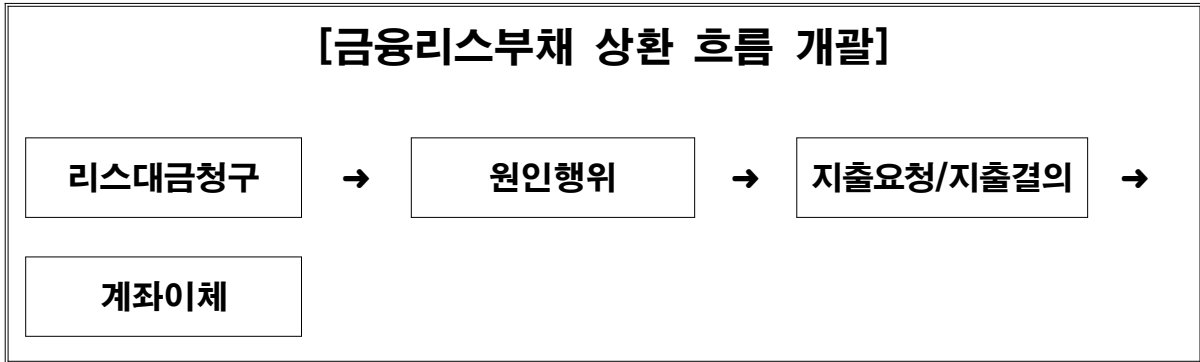 [금융리스부채 상환 흐름 개괄]
리스대금청구 ➜ 원인행위 ➜ 지출요청/지출결의 ➜
계좌이체